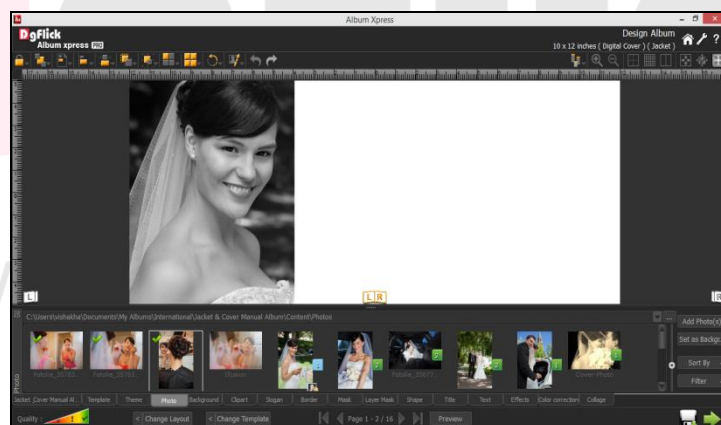 Album Xpress
DgFlick
Album xpress PRO
Design Album
10 x 12 inches ( Digital Cover ) ( Jacket )
L
L R
R
C:\Users\vishakha\Documents\My Albums\International\Jacket & Cover Manual Album\Content\Photos
Add Photo(s)
Set as Backgr
Sort By
Filter
Photo
Illusion
Cover-Photo
Jacket ,Cover Manual Al.. Template Theme Photo Background Clipart Slogan Border Mask Layer Mask Shape Title Text Effects Color correction Collage
Quality : < Change Layout < Change Template Page 1 - 2 / 16 Preview